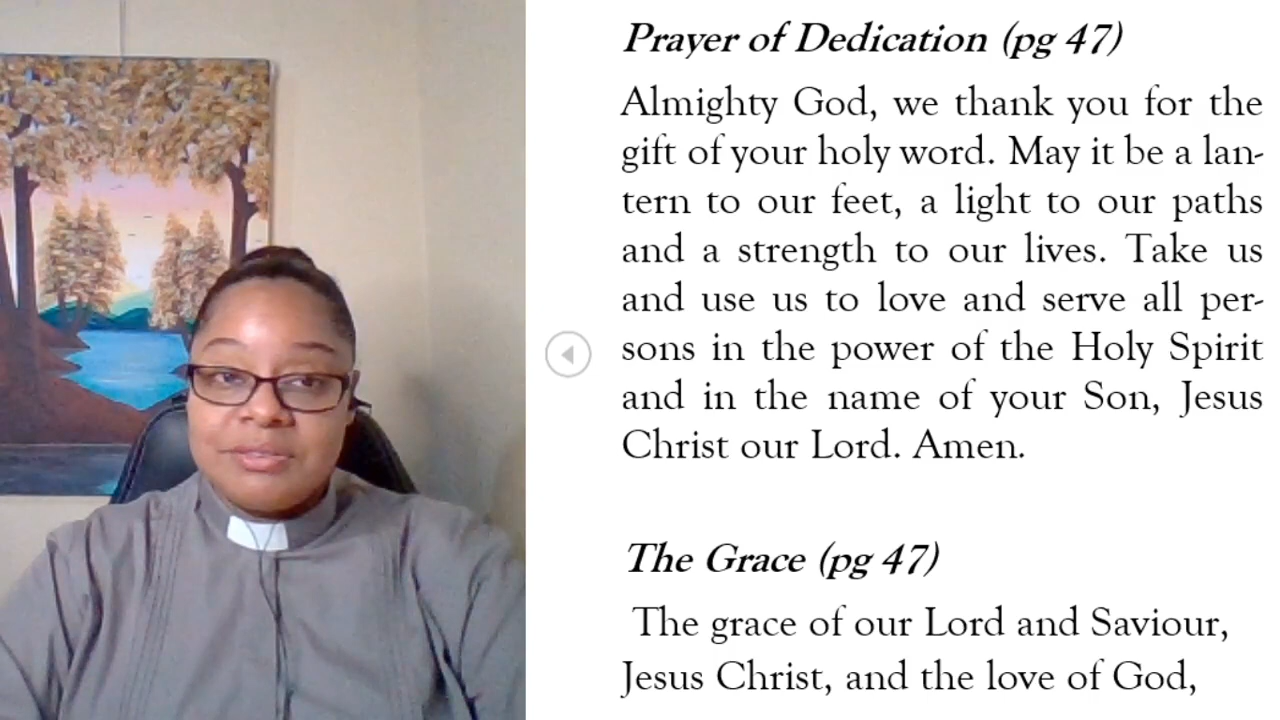 Prayer of Dedication (pg 47)
Almighty God, we thank you for the
gift of your holy word. May it be a lan-
tern to our feet, a light to our paths
and a strength to our lives. Take us
and use us to love and serve all per-
sons in the power of the Holy Spirit
and in the name of your Son, Jesus
Christ our Lord. Amen.
The Grace (pg 47)
The grace of our Lord and Saviour,
Jesus Christ, and the love of God,